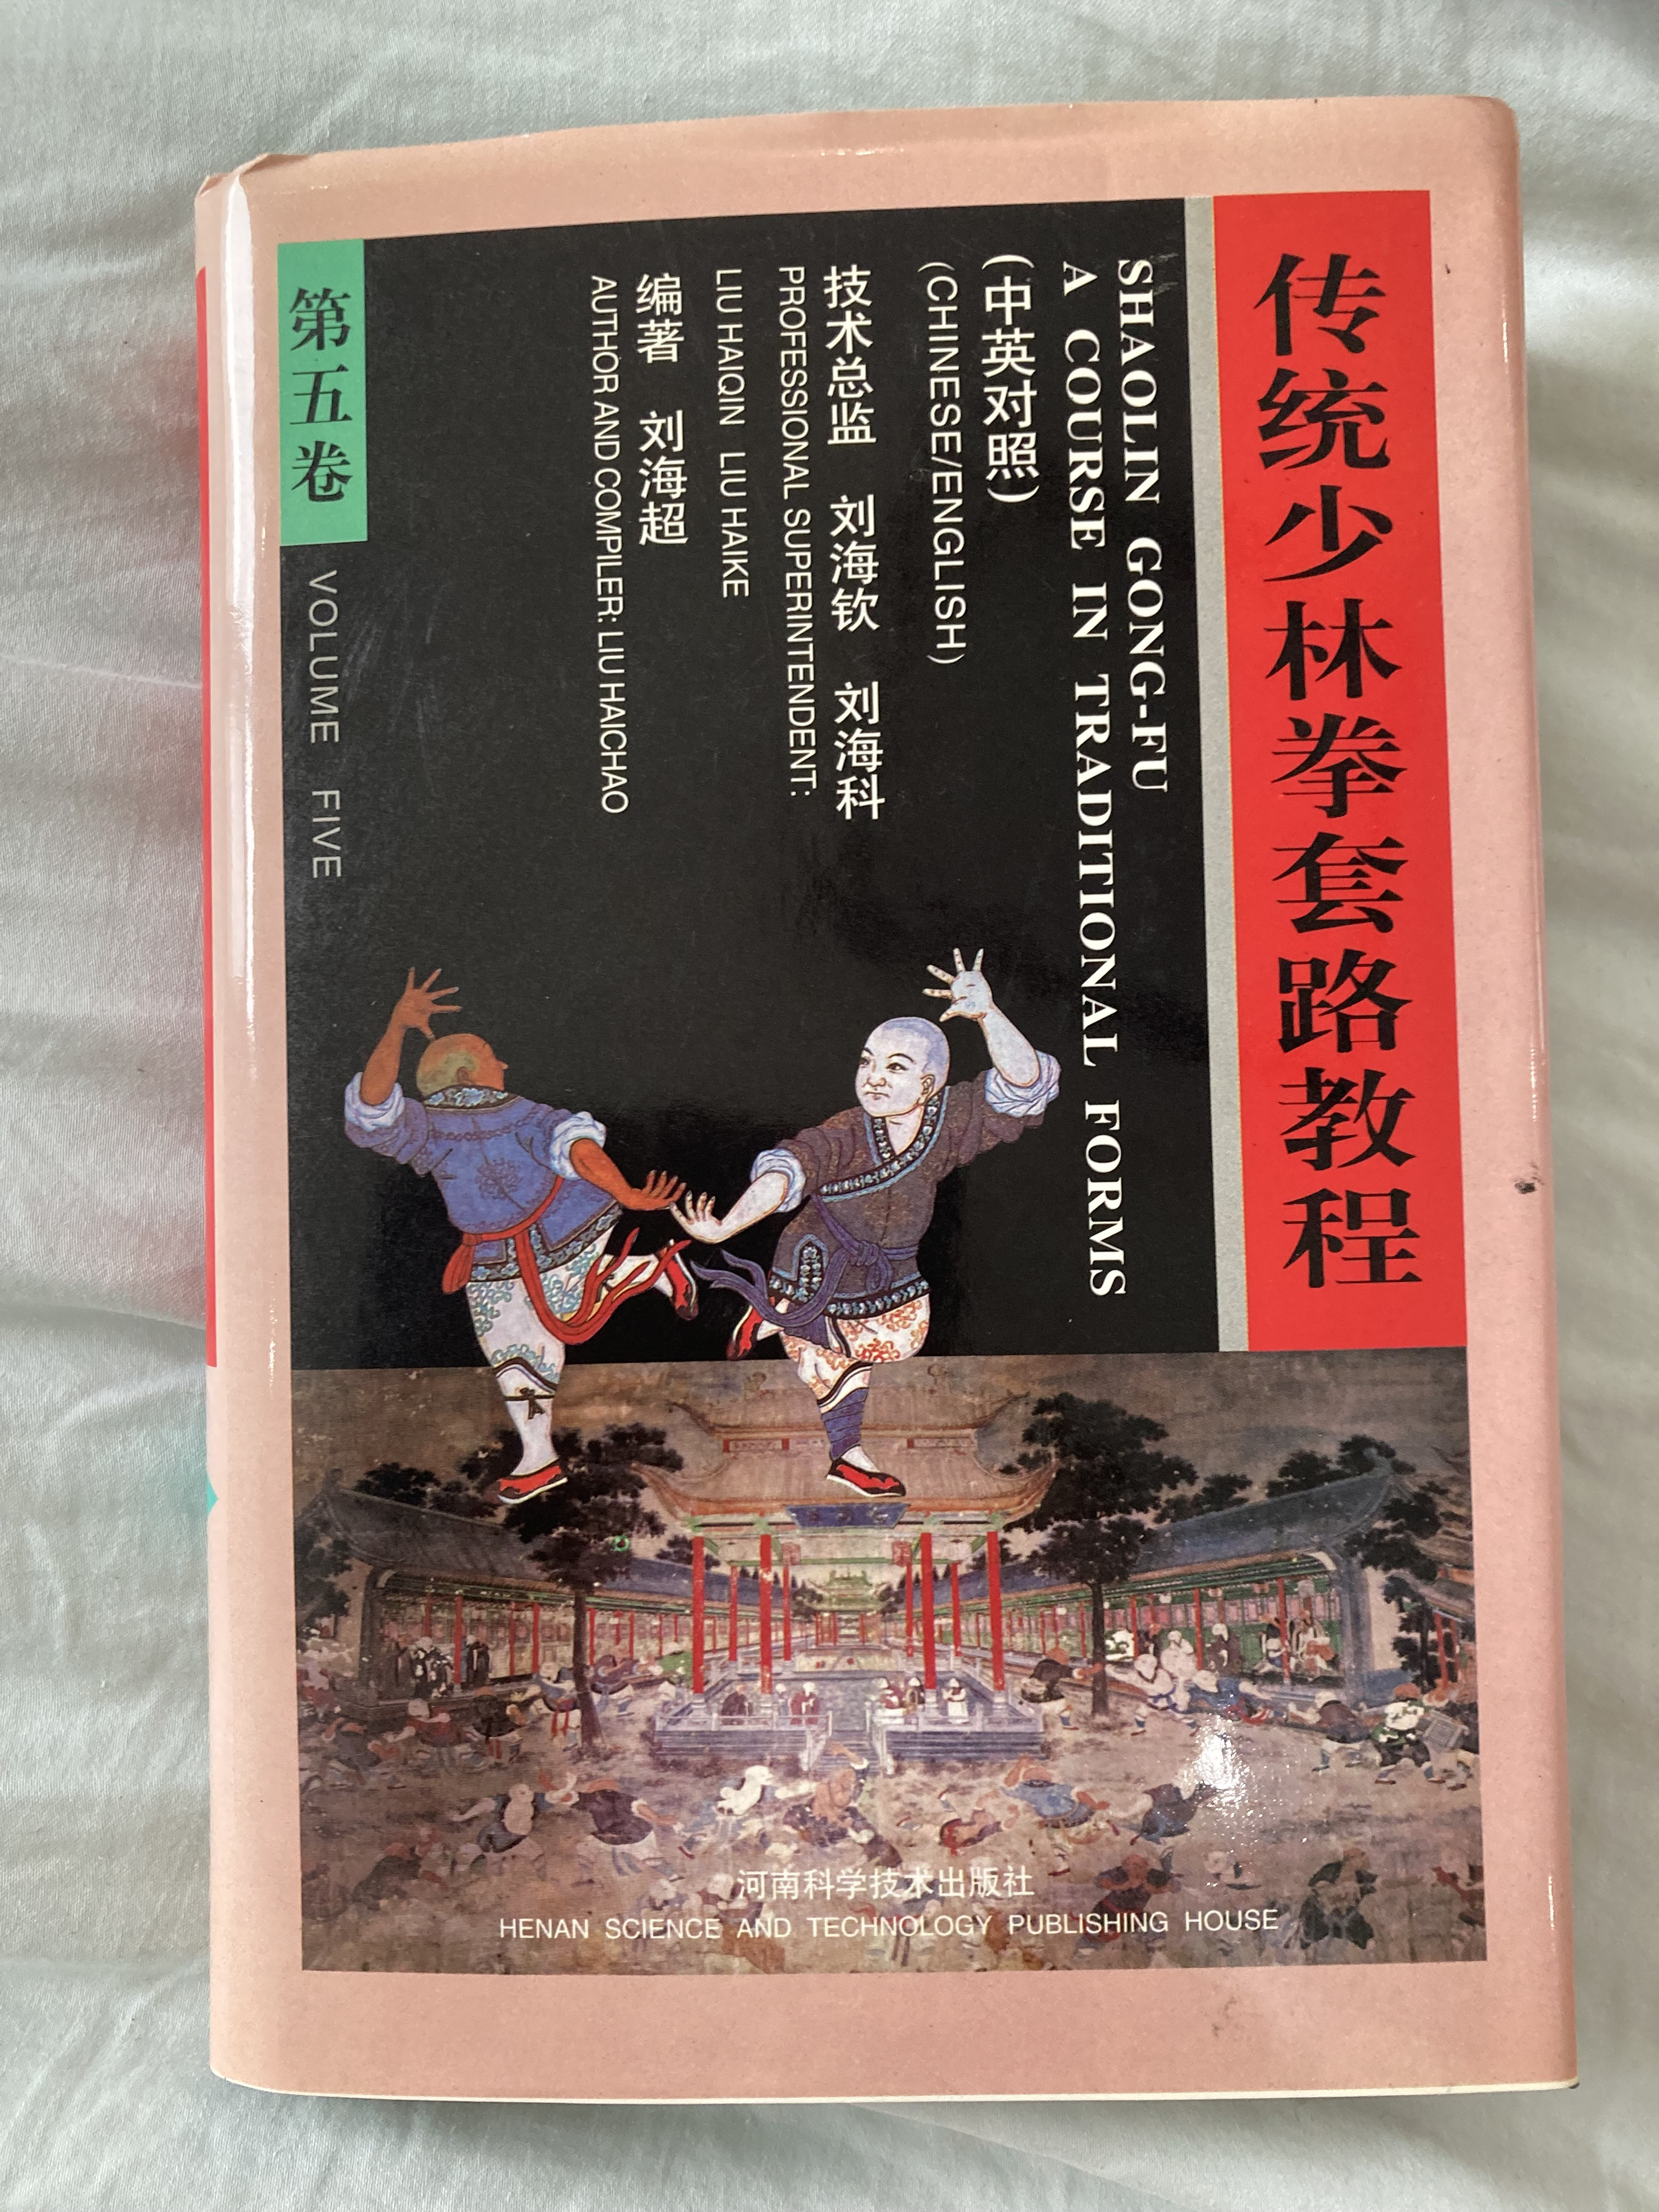 传统少林拳套路教程
SHAOLIN GONG-FU
A COURSE IN TRADITIONAL FORMS
(中英对照)
(CHINESE/ENGLISH)
技术总监 刘海钦 刘海科
PROFESSIONAL SUPERINTENDENT:
LIU HAIQIN LIU HAIKE
编著 刘海超
AUTHOR AND COMPILER: LIU HAICHAO
第五卷
VOLUME FIVE
河南科学技术出版社
HENAN SCIENCE AND TECHNOLOGY PUBLISHING HOUSE